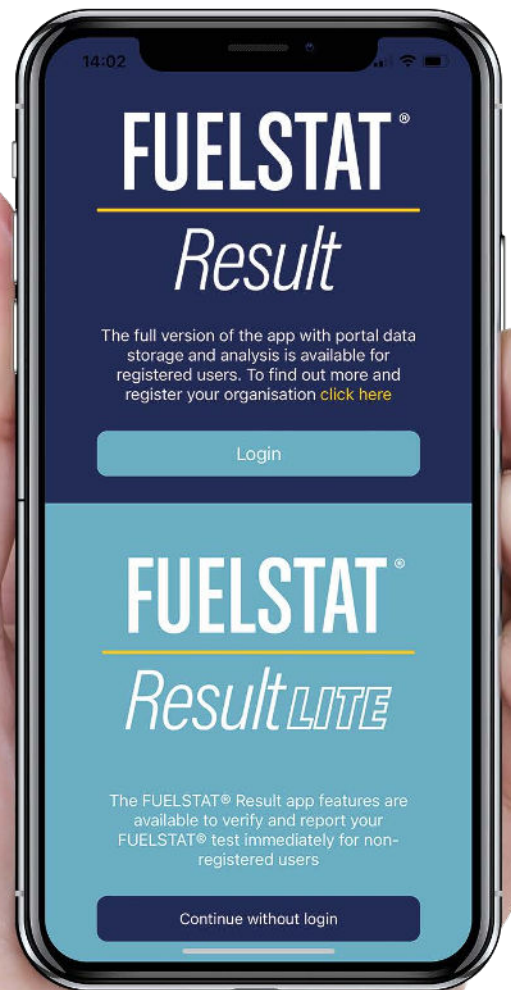 14:02
FUELSTAT®
Result
The full version of the app with portal data
storage and analysis is available for
registered users. To find out more and
register your organisation click here
Login
FUELSTAT®
Result LITE
The FUELSTAT® Result app features are
available to verify and report your
FUELSTAT® test immediately for non-
registered users
Continue without login